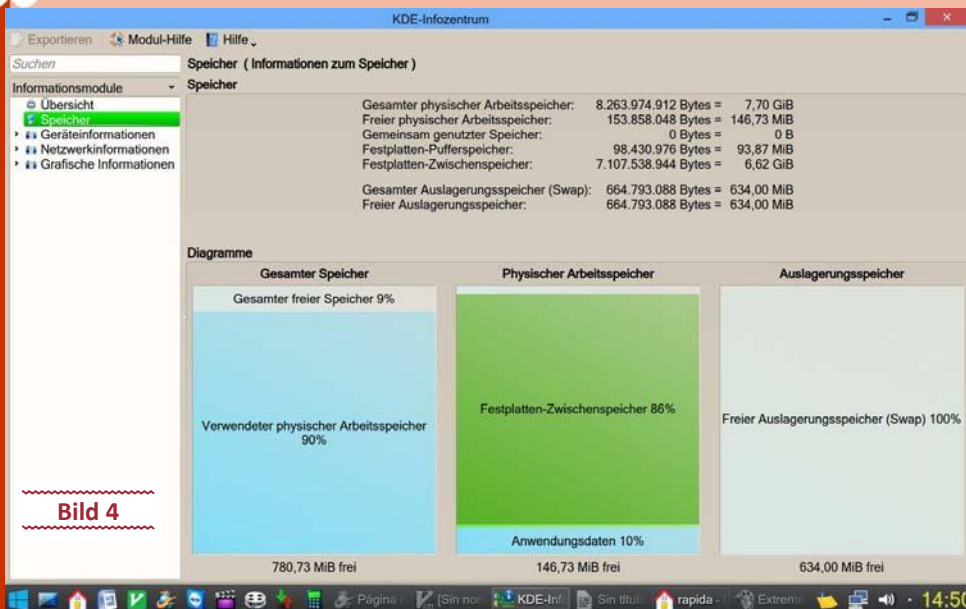 KDE-Infozentrum
Exportieren Modul-Hilfe Hilfe
Suchen
Speicher ( Informationen zum Speicher )
Informationsmodule
Übersicht
Speicher
Geräteinformationen
Netzwerkinformationen
Grafische Informationen
Speicher
Gesamter physischer Arbeitsspeicher: 8.263.974.912 Bytes = 7,70 GiB
Freier physischer Arbeitsspeicher: 153.858.048 Bytes = 146,73 MiB
Gemeinsam genutzter Speicher: 0 Bytes = 0 B
Festplatten-Pufferspeicher: 98.430.976 Bytes = 93,87 MiB
Festplatten-Zwischenspeicher: 7.107.538.944 Bytes = 6,62 GiB
Gesamter Auslagerungsspeicher (Swap): 664.793.088 Bytes = 634,00 MiB
Freier Auslagerungsspeicher: 664.793.088 Bytes = 634,00 MiB
Diagramme
Gesamter Speicher
Gesamter freier Speicher 9%
Verwendeter physischer Arbeitsspeicher
90%
780,73 MiB frei
Physischer Arbeitsspeicher
Festplatten-Zwischenspeicher 86%
Anwendungsdaten 10%
146,73 MiB frei
Auslagerungsspeicher
Freier Auslagerungsspeicher (Swap) 100%
634,00 MiB frei
Bild 4
Página [Sin nom KDE-Info Sin título rapida - Extreme 14:50